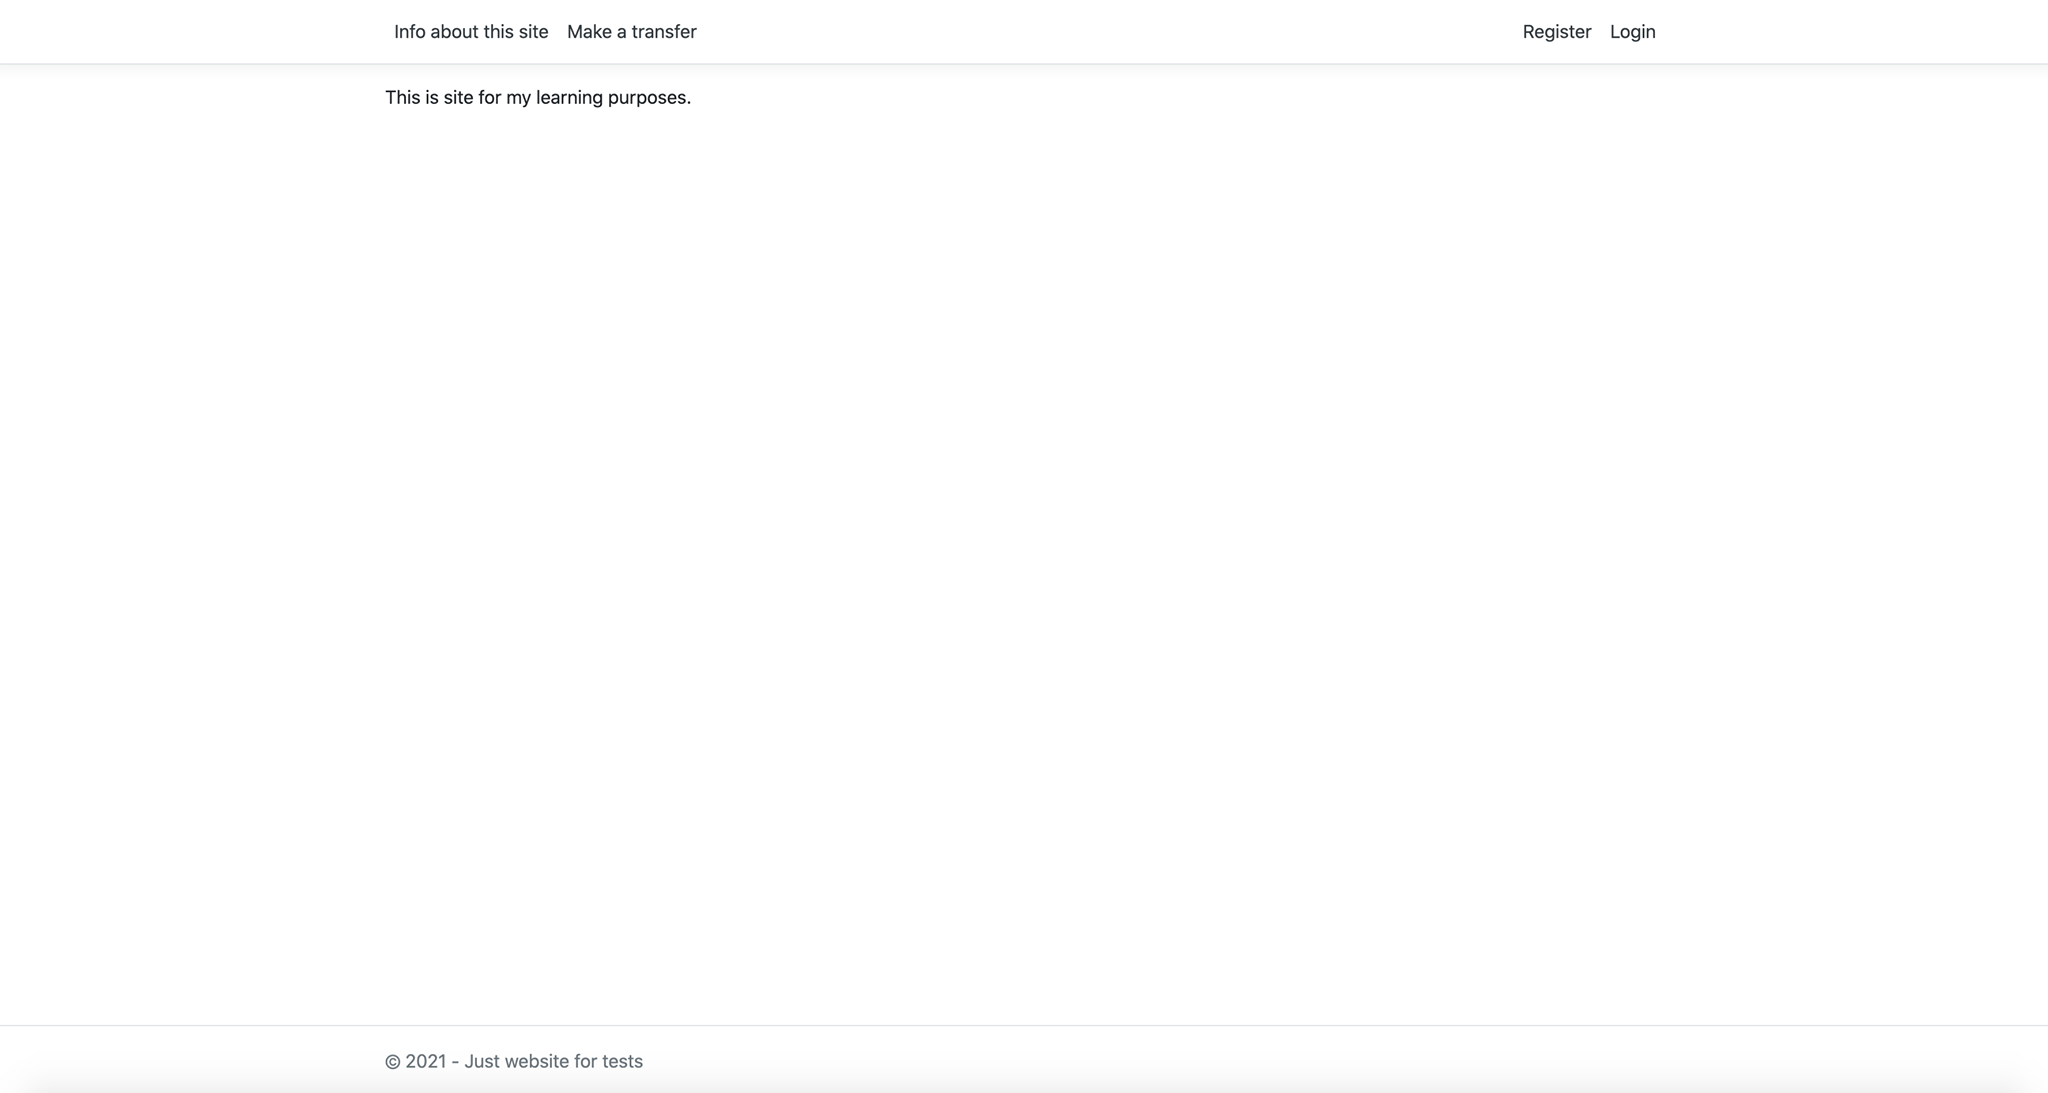 Info about this site Make a transfer Register Login
This is site for my learning purposes.
© 2021 - Just website for tests